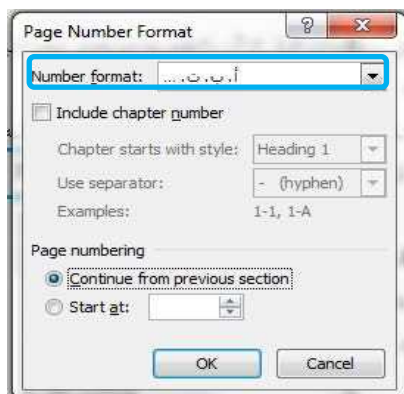 Page Number Format
Number format: أ, ب, ت, ...
Include chapter number
Chapter starts with style: Heading 1
Use separator: - (hyphen)
Examples: 1-1, 1-A
Page numbering
Continue from previous section
Start at:
OK Cancel